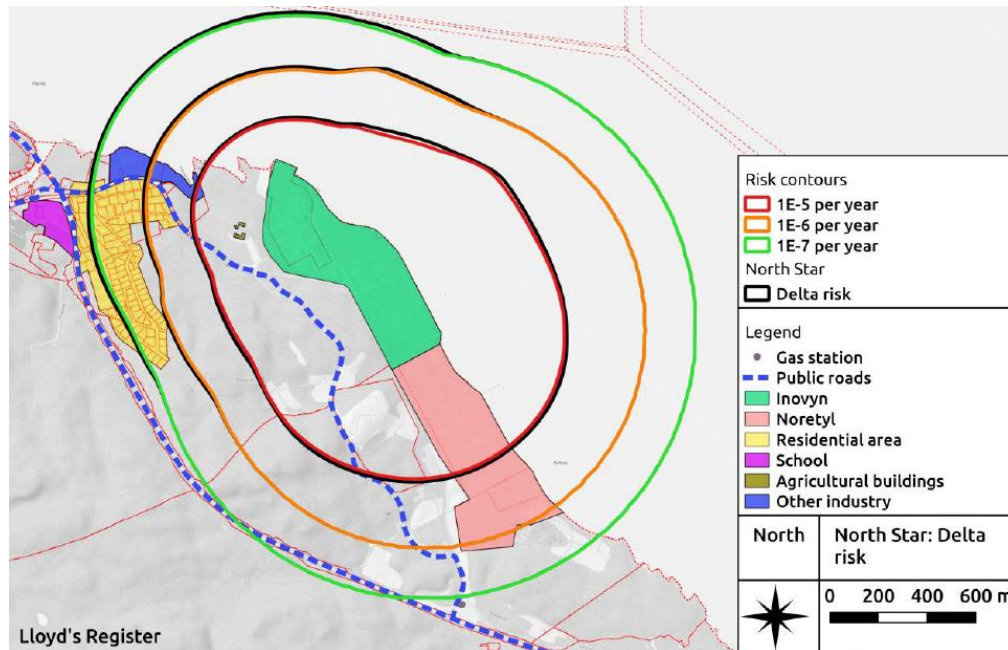 Risk contours
1E-5 per year
1E-6 per year
1E-7 per year
North Star
Delta risk
Legend
Gas station
Public roads
Inovyn
Noretyl
Residential area
School
Agricultural buildings
Other industry
North
North Star: Delta
risk
0 200 400 600 m
Lloyd's Register